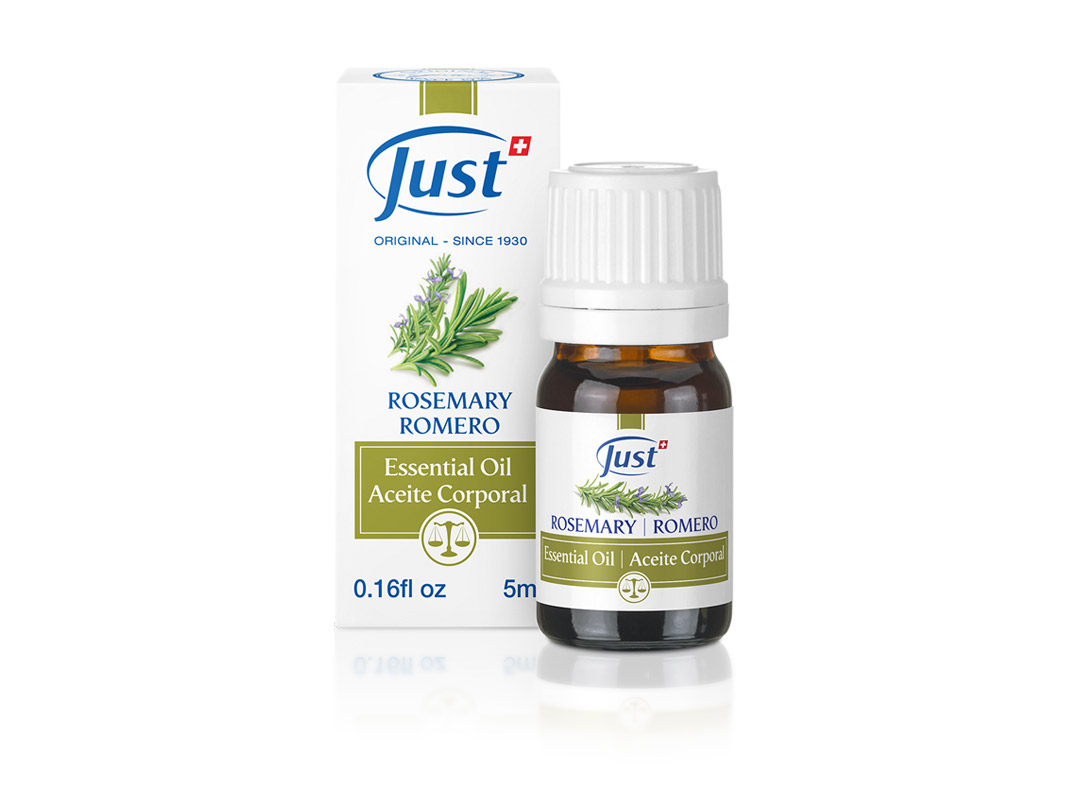 Just
ORIGINAL - SINCE 1930
ROSEMARY
ROMERO
Essential Oil
Aceite Corporal
0.16fl oz 5m
Just
ROSEMARY | ROMERO
Essential Oil | Aceite Corporal